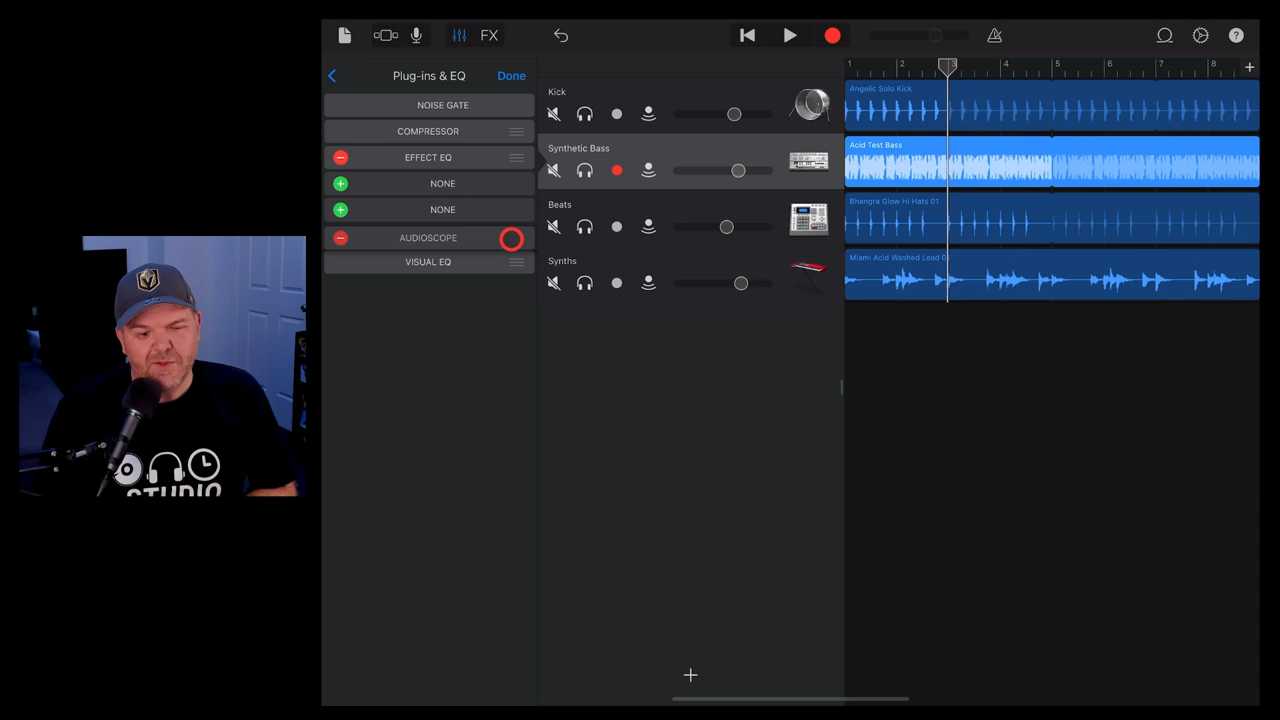 FX
?
Plug-ins & EQ
Done
NOISE GATE
COMPRESSOR
EFFECT EQ
NONE
NONE
AUDIOSCOPE
VISUAL EQ
Kick
Synthetic Bass
Beats
Synths
1 2 3 4 5 6 7 8 +
Angelic Solo Kick
Acid Test Bass
Bhangra Glow Hi Hats 01
Miami Acid Washed Lead 0
STUDIO